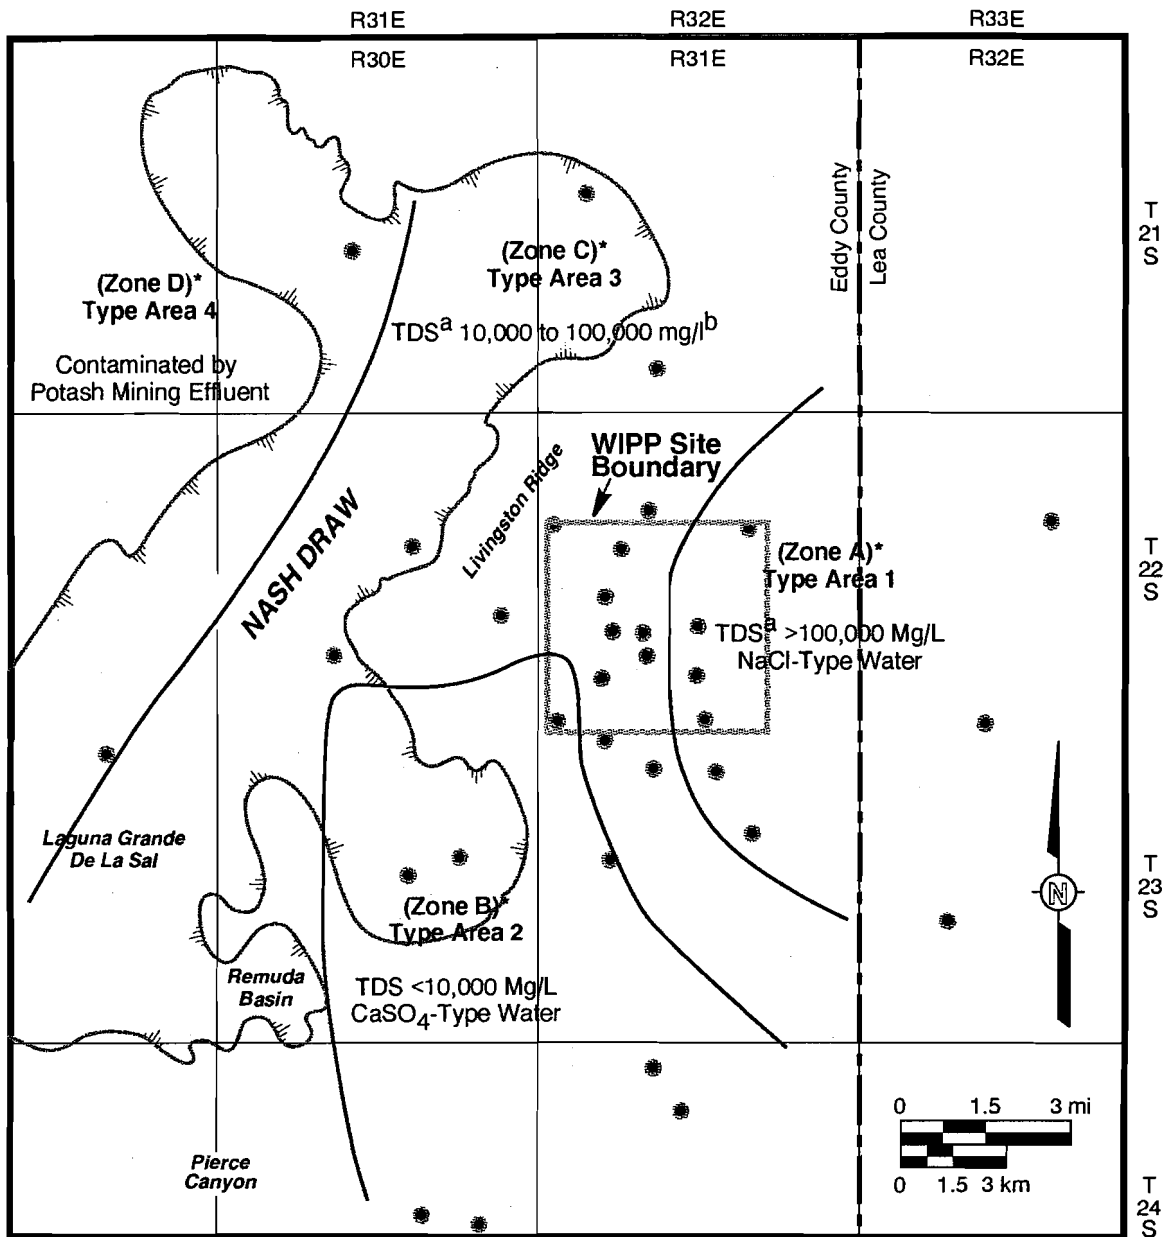 R31E R32E R33E
R30E R31E R32E
Eddy County
Lea County
T
21
S
(Zone C)*
Type Area 3
(Zone D)*
Type Area 4
TDSa 10,000 to 100,000 mg/lb
Contaminated by
Potash Mining Effluent
WIPP Site
Boundary
Livingston Ridge
NASH DRAW
(Zone A)*
Type Area 1
T
22
S
TDSa >100,000 Mg/L
NaCl-Type Water
Laguna Grande
De La Sal
(Zone B)*
Type Area 2
T
23
S
N
Remuda
Basin
TDS <10,000 Mg/L
CaSO4-Type Water
0 1.5 3 mi
0 1.5 3 km
Pierce
Canyon
T
24
S